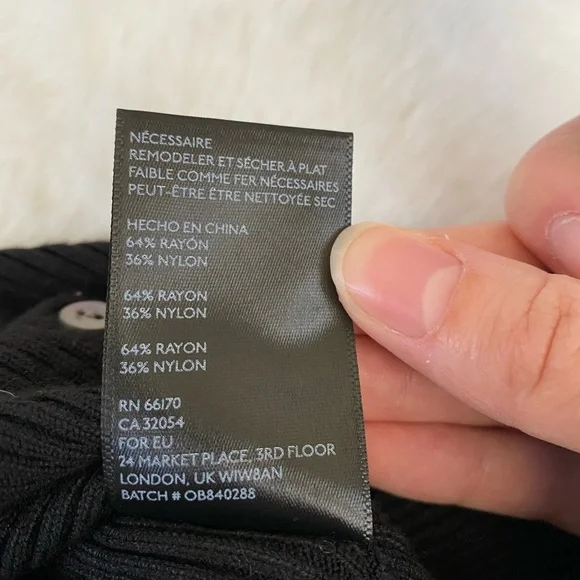 NÉCESSAIRE
REMODELER ET SÉCHER À PLAT
FAIBLE COMME FER NÉCESSAIRES
PEUT-ÊTRE ÊTRE NETTOYÉE SEC
HECHO EN CHINA
64% RAYÓN
36% NYLON
64% RAYON
36% NYLON
64% RAYON
36% NYLON
RN 66170
CA 32054
FOR EU
24 MARKET PLACE, 3RD FLOOR
LONDON, UK WIW8AN
BATCH # OB840288